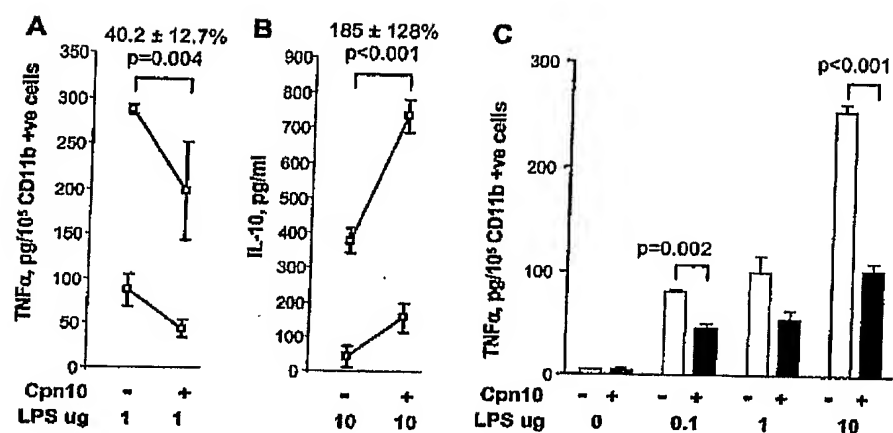 A
40.2 ± 12.7%
p=0.004
TNFα, pg/10⁵ CD11b +ve cells
350
300
250
200
150
100
50
0
Cpn10 - +
LPS ug 1 1
B
185 ± 128%
p<0.001
IL-10, pg/ml
900
800
700
600
500
400
300
200
100
0
- +
10 10
C
TNFα, pg/10⁵ CD11b +ve cells
300
200
100
0
p<0.001
p=0.002
Cpn10 - + - + - + - +
LPS ug 0 0.1 1 10